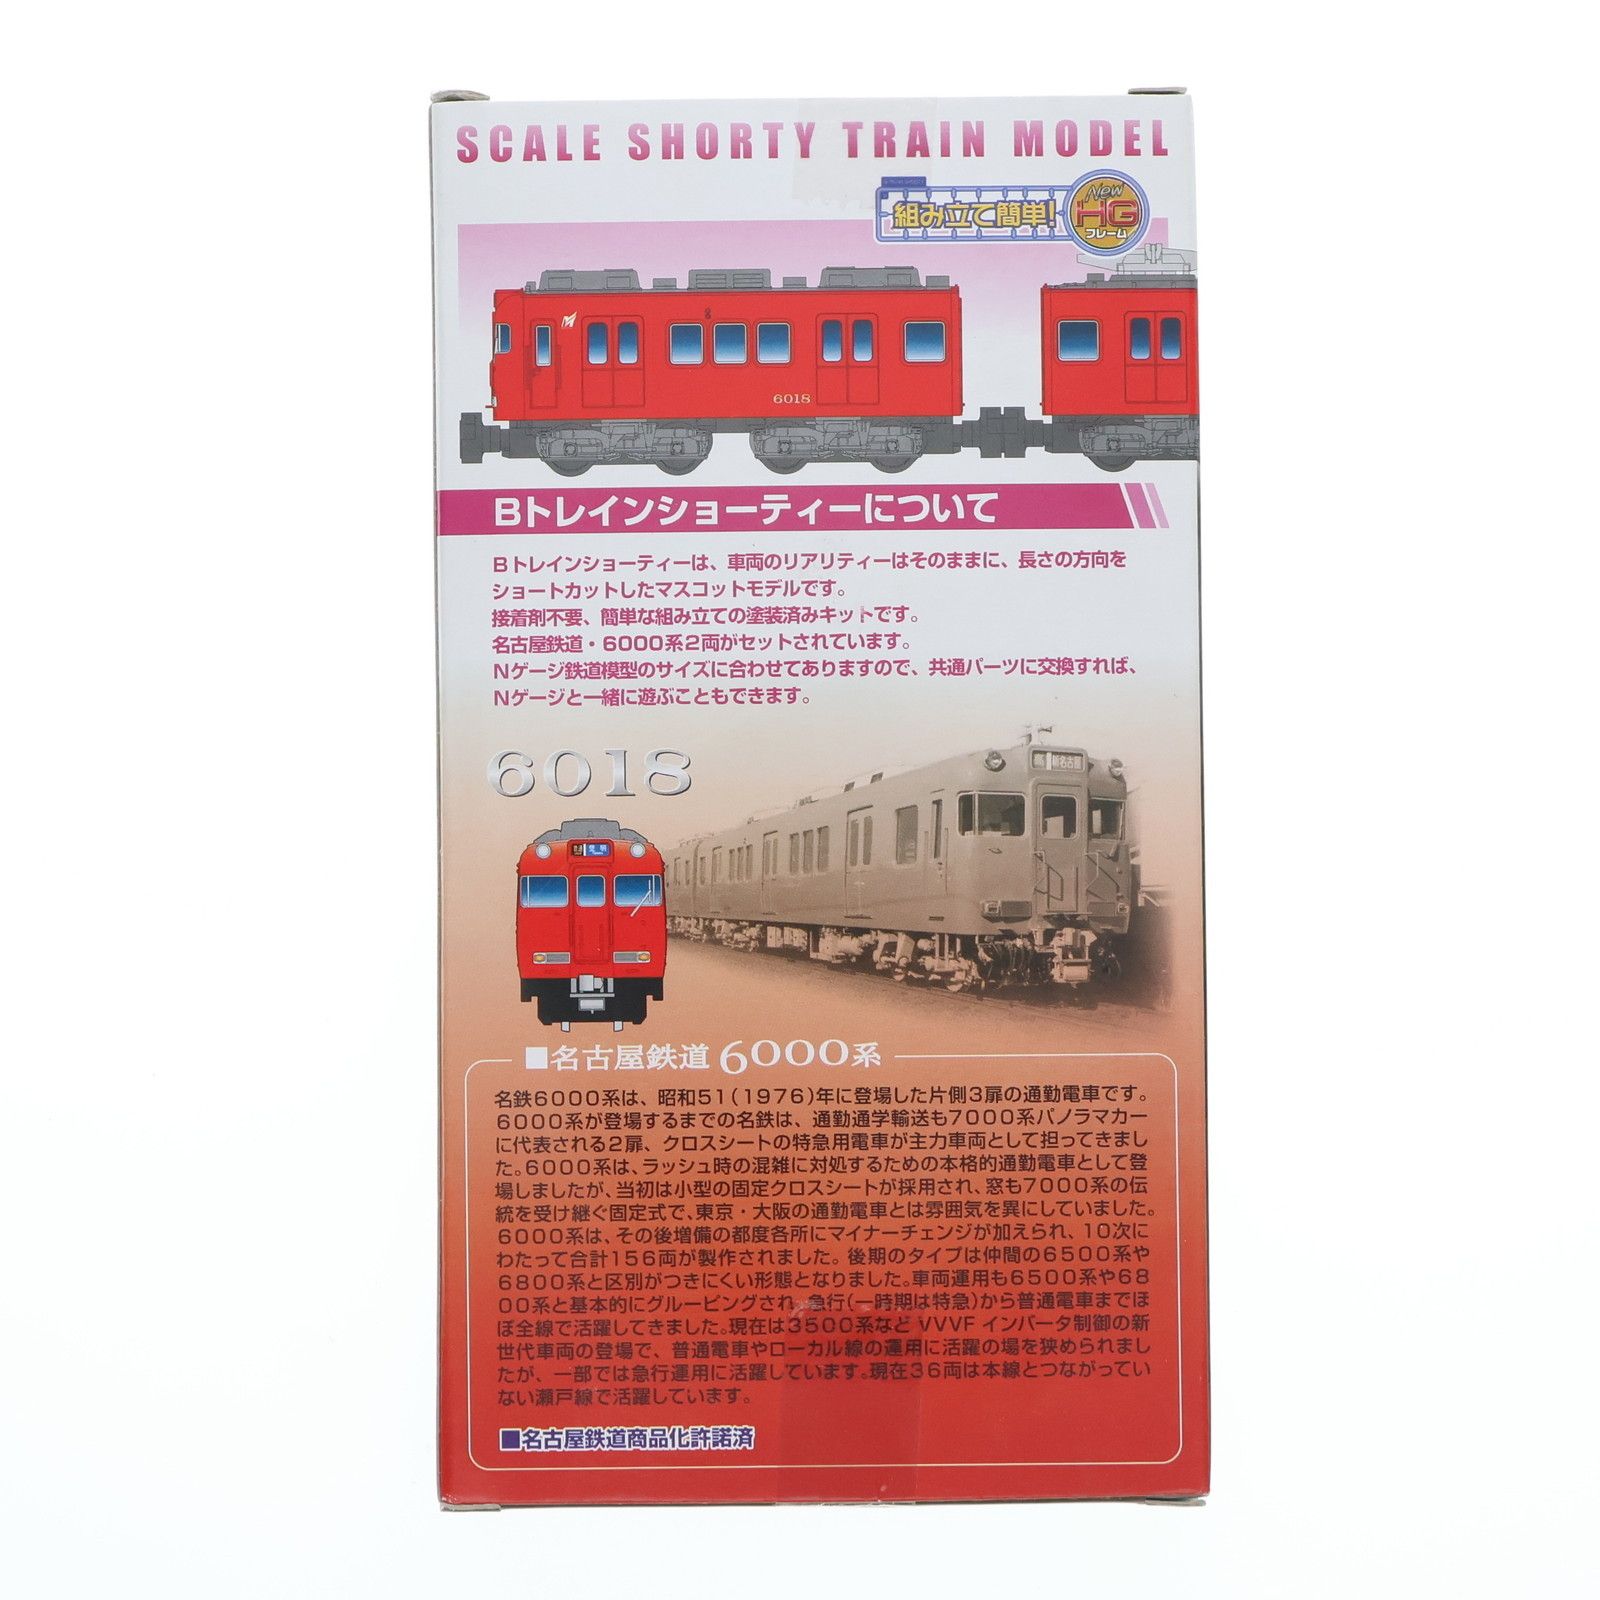 SCALE SHORTY TRAIN MODEL
組み立て簡単!
New
HG
フレーム
6018
Bトレインショーティーについて
Bトレインショーティーは、車両のリアリティーはそのままに、長さの方向を
ショートカットしたマスコットモデルです。
接着剤不要、簡単な組み立ての塗装済みキットです。
名古屋鉄道・6000系2両がセットされています。
Nゲージ鉄道模型のサイズに合わせてありますので、共通パーツに交換すれば、
Nゲージと一緒に遊ぶこともできます。
6018
新名古屋
■名古屋鉄道 6000系
名鉄6000系は、昭和51(1976)年に登場した片側3扉の通勤電車です。
6000系が登場するまでの名鉄は、通勤通学輸送も7000系パノラマカー
に代表される2扉、クロスシートの特急用電車が主力車両として担ってきまし
た。6000系は、ラッシュ時の混雑に対処するための本格的通勤電車として登
場しましたが、当初は小型の固定クロスシートが採用され、窓も7000系の伝
統を受け継ぐ固定式で、東京・大阪の通勤電車とは雰囲気を異にしていました。
6000系は、その後増備の都度各所にマイナーチェンジが加えられ、10次に
わたって合計156両が製作されました。後期のタイプは仲間の6500系や
6800系と区別がつきにくい形態となりました。車両運用も6500系や68
00系と基本的にグルーピングされ、急行(一時期は特急)から普通電車までほ
ぼ全線で活躍してきました。現在は3500系など VVVF インバータ制御の新
世代車両の登場で、普通電車やローカル線の運用に活躍の場を狭められまし
たが、一部では急行運用に活躍しています。現在36両は本線とつながってい
ない瀬戸線で活躍しています。
■名古屋鉄道商品化許諾済